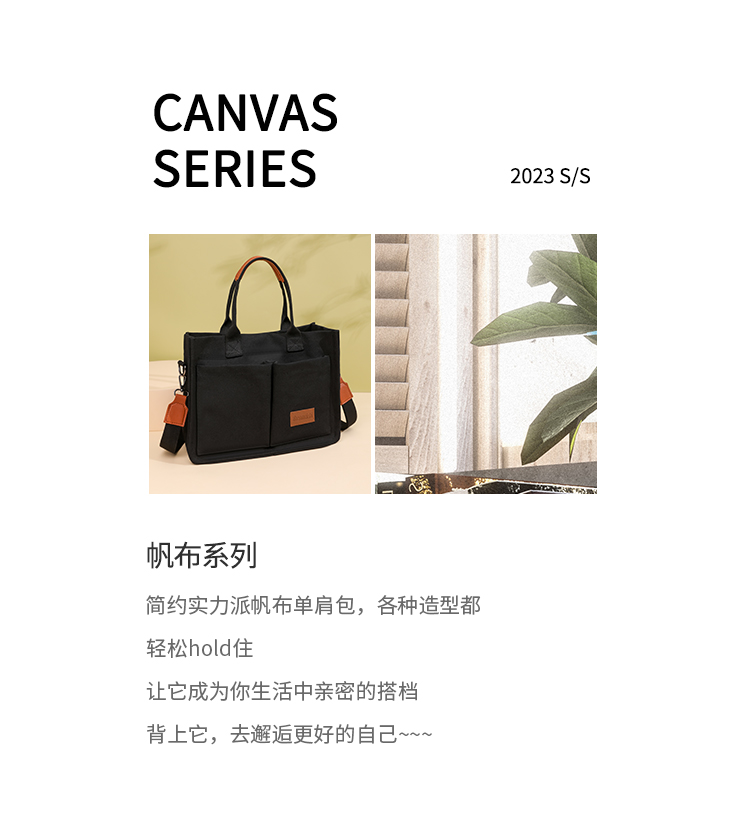 CANVAS
SERIES
2023 S/S
帆布系列
简约实力派帆布单肩包，各种造型都
轻松hold住
让它成为你生活中亲密的搭档
背上它，去邂逅更好的自己~~~